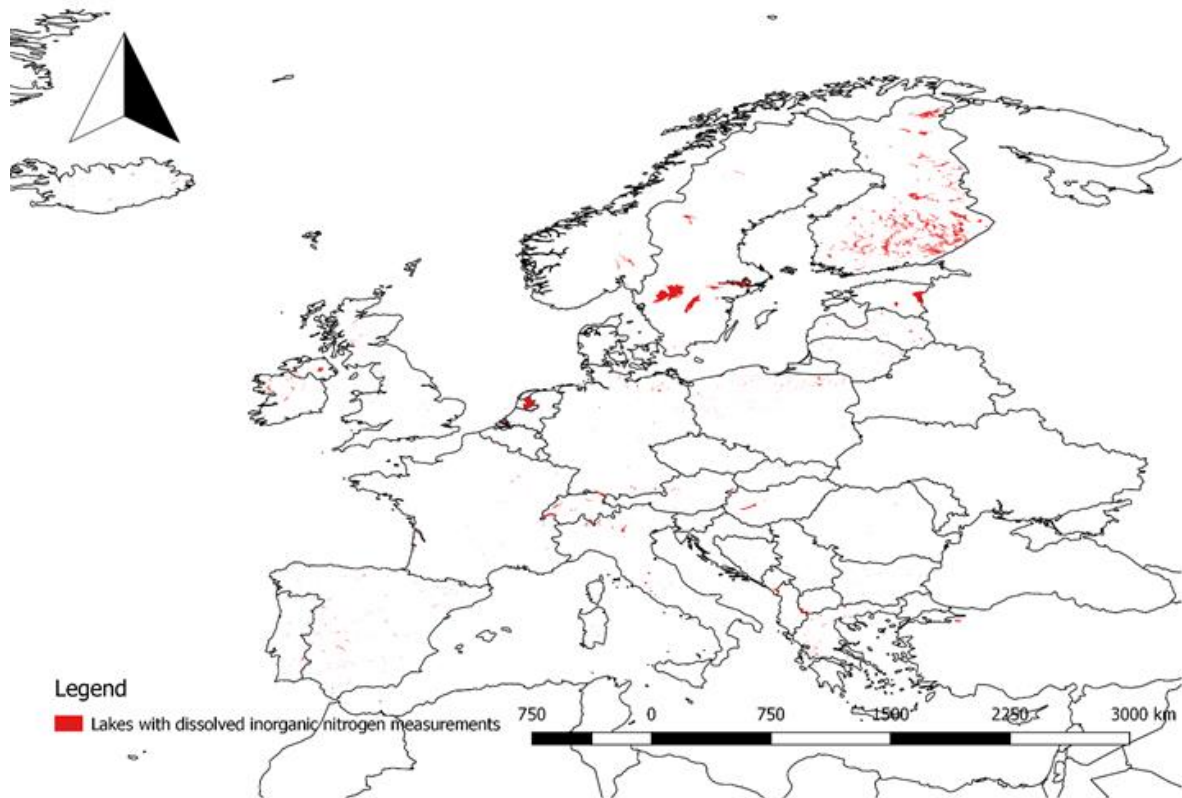 Legend
Lakes with dissolved inorganic nitrogen measurements
750 0 750 1500 2250 3000 km